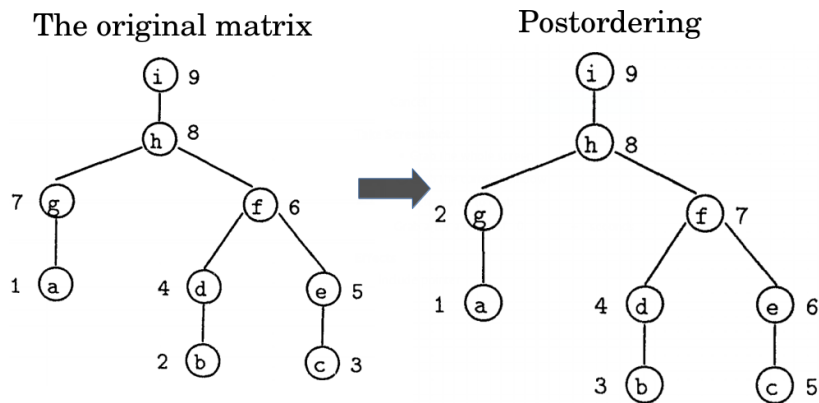 The original matrix
Postordering
i 9
h 8
7 g
f 6
1 a
4 d
e 5
2 b
c 3
i 9
h 8
2 g
f 7
1 a
4 d
e 6
3 b
c 5